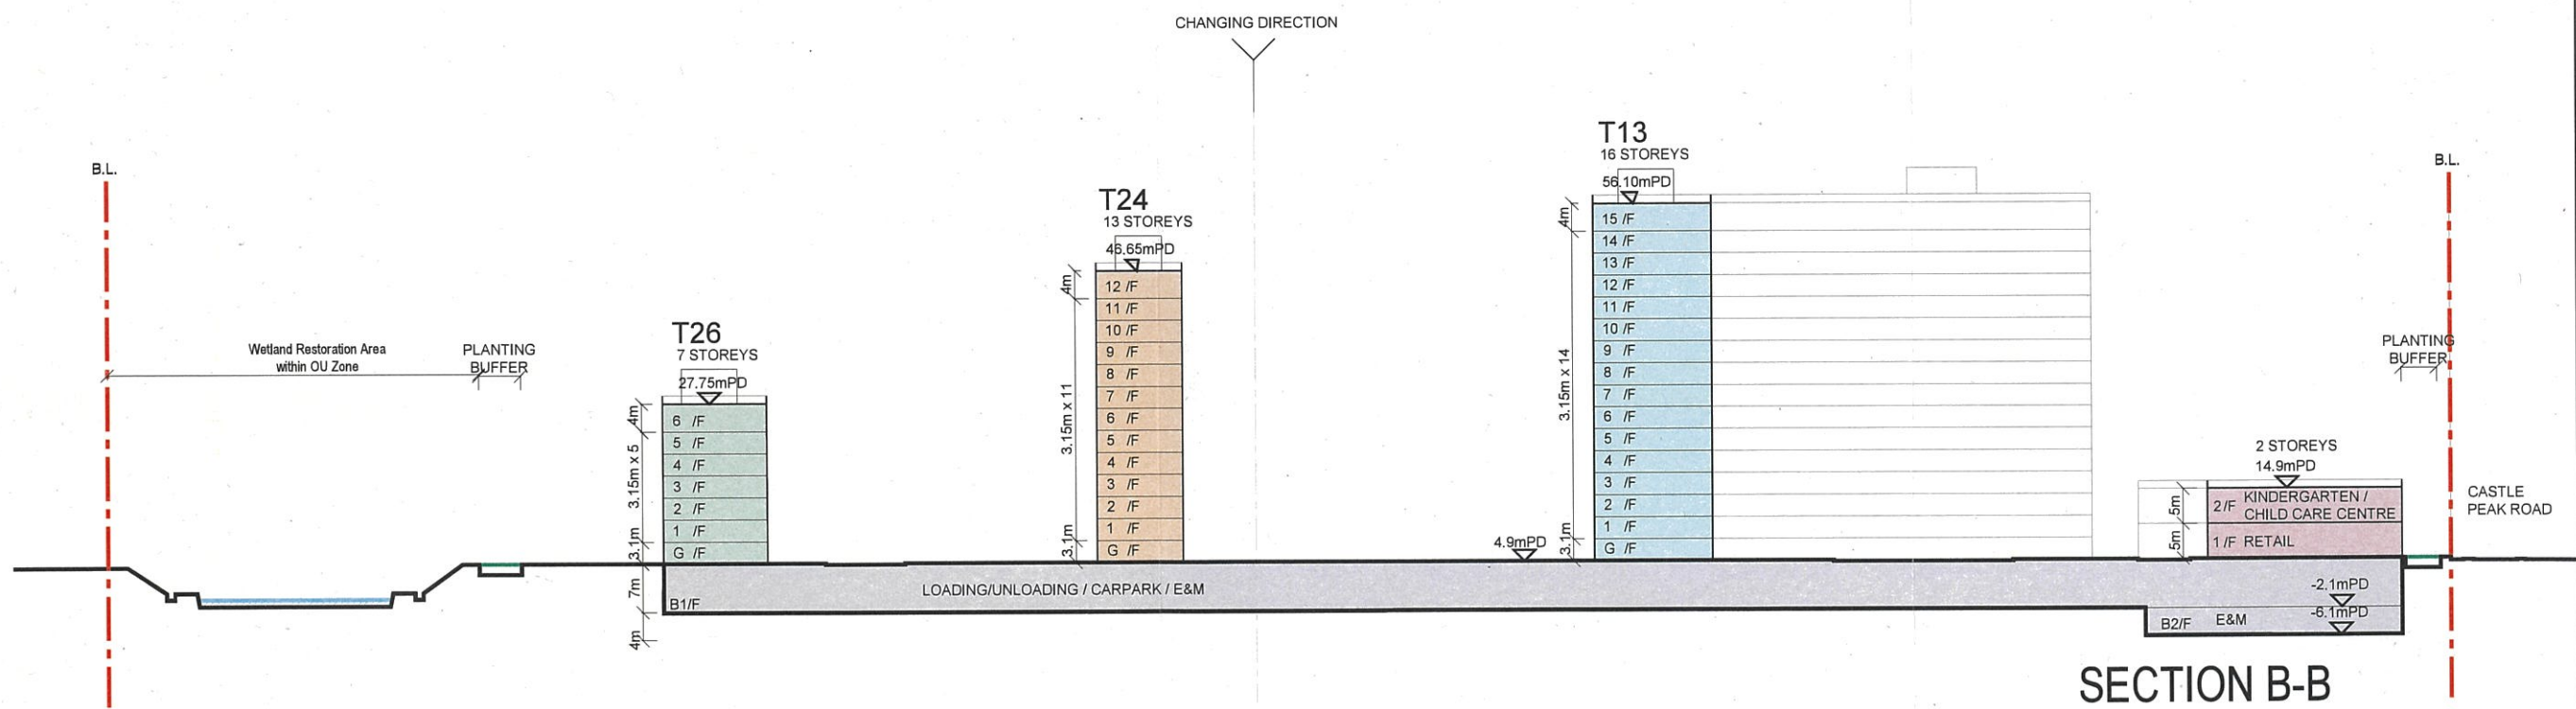 CHANGING DIRECTION
B.L.
Wetland Restoration Area
within OU Zone
PLANTING
BUFFER
T26
7 STOREYS
27.75mPD
4m
3.15m x 5
3.1m
7m
4m
6 /F
5 /F
4 /F
3 /F
2 /F
1 /F
G /F
B1/F
LOADING/UNLOADING / CARPARK / E&M
T24
13 STOREYS
46.65mPD
4m
3.15m x 11
3.1m
12 /F
11 /F
10 /F
9 /F
8 /F
7 /F
6 /F
5 /F
4 /F
3 /F
2 /F
1 /F
G /F
T13
16 STOREYS
56.10mPD
4m
3.15m x 14
3.1m
4.9mPD
15 /F
14 /F
13 /F
12 /F
11 /F
10 /F
9 /F
8 /F
7 /F
6 /F
5 /F
4 /F
3 /F
2 /F
1 /F
G /F
B.L.
PLANTING
BUFFER
2 STOREYS
14.9mPD
5m
5m
2/F KINDERGARTEN /
CHILD CARE CENTRE
1/F RETAIL
CASTLE
PEAK ROAD
-2.1mPD
-6.1mPD
B2/F E&M
SECTION B-B